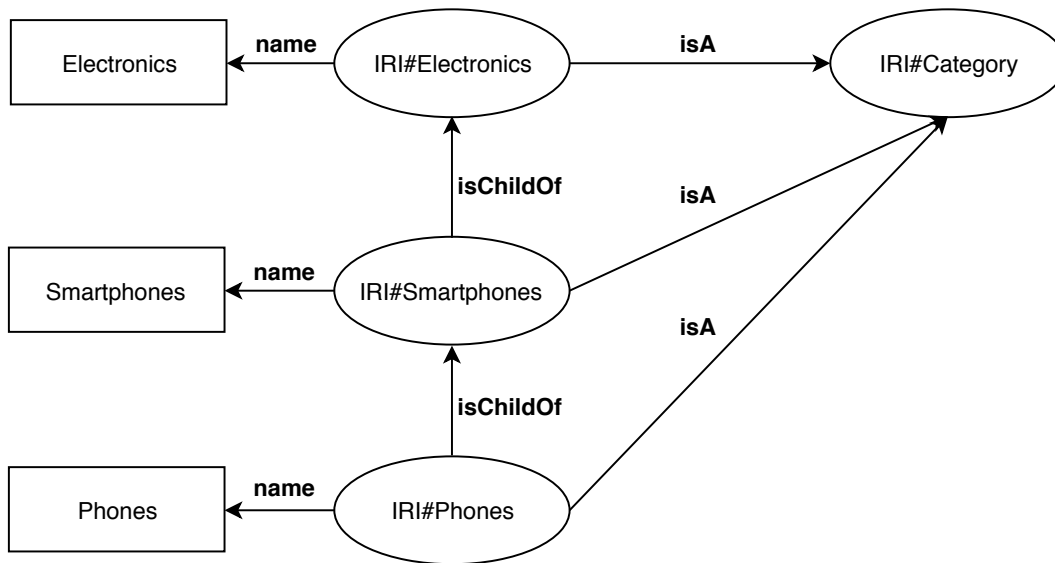 Electronics
name
IRI#Electronics
isA
IRI#Category
isChildOf
isA
Smartphones
name
IRI#Smartphones
isA
isChildOf
Phones
name
IRI#Phones